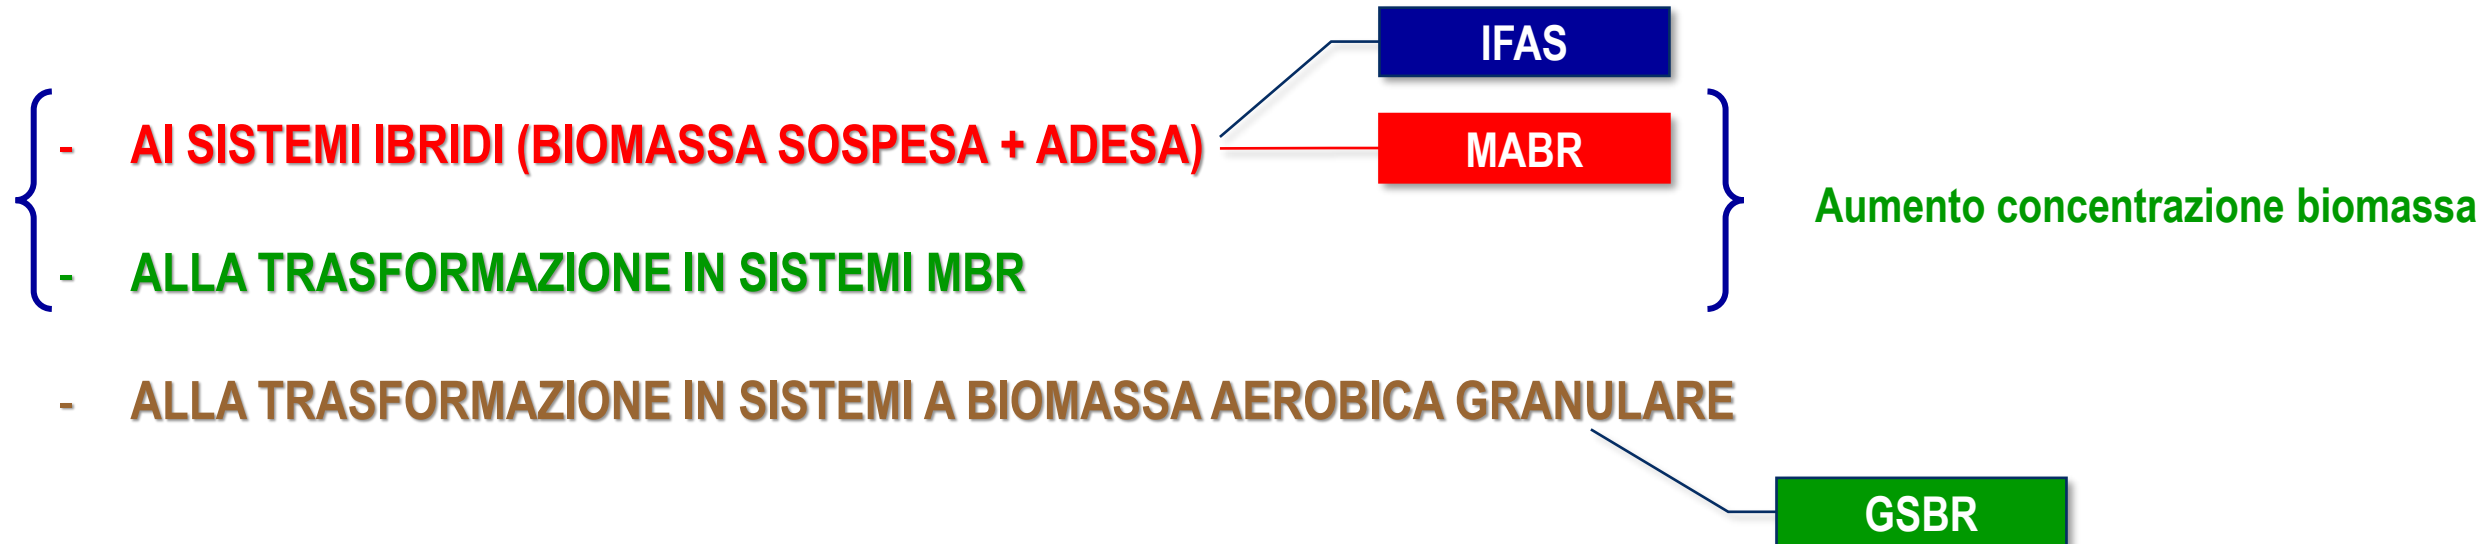 IFAS
- AI SISTEMI IBRIDI (BIOMASSA SOSPESA + ADESA)
MABR
Aumento concentrazione biomassa
- ALLA TRASFORMAZIONE IN SISTEMI MBR
- ALLA TRASFORMAZIONE IN SISTEMI A BIOMASSA AEROBICA GRANULARE
GSBR